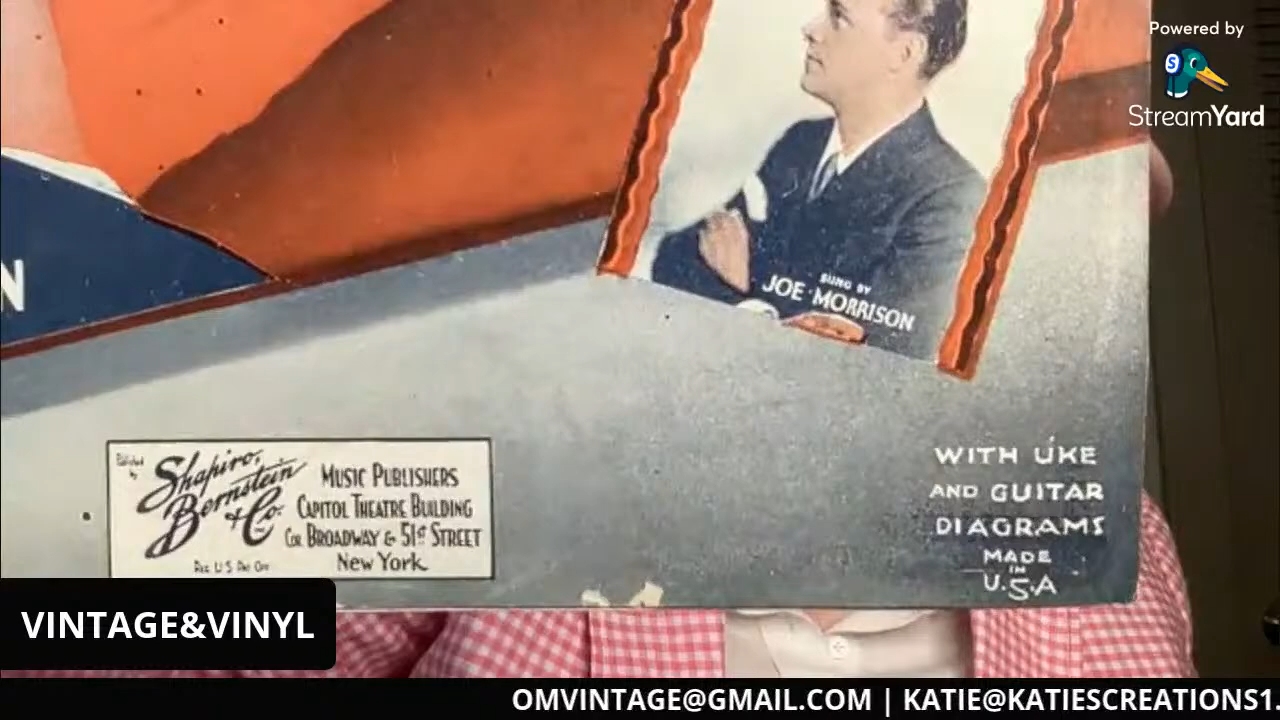 Powered by
StreamYard
N
SUNG BY
JOE MORRISON
Published
by
Shapiro,
Bernstein
& Co.
REG. U.S. PAT. OFF.
MUSIC PUBLISHERS
CAPITOL THEATRE BUILDING
COR. BROADWAY & 51ST STREET
New York
WITH UKE
AND GUITAR
DIAGRAMS
MADE
IN
U.S.A
VINTAGE&VINYL
OMVINTAGE@GMAIL.COM | KATIE@KATIESCREATIONS1.